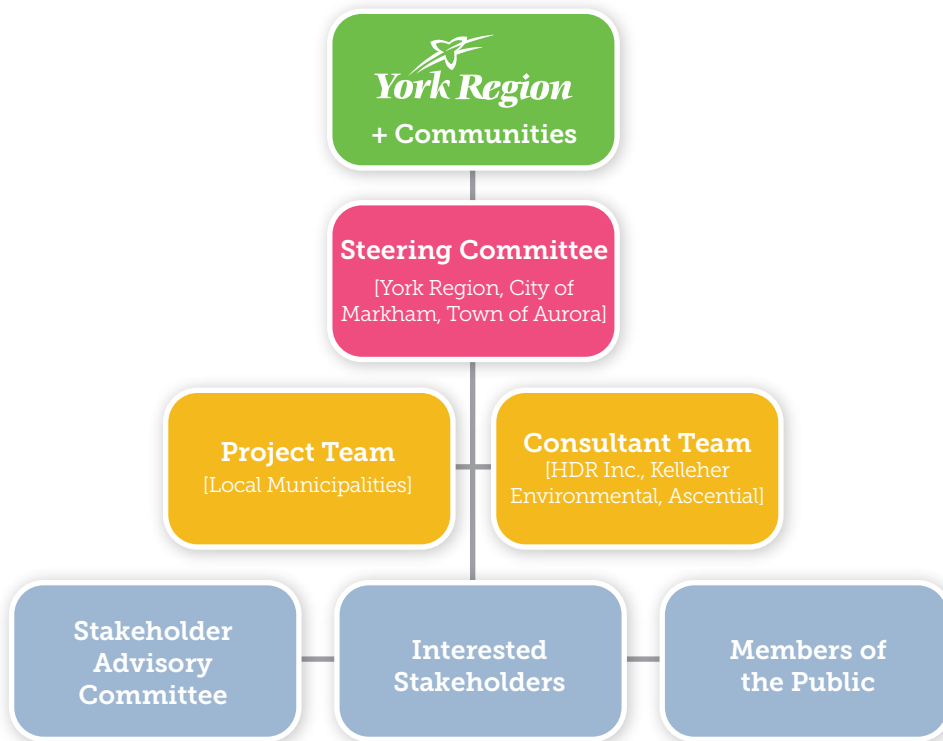 York Region
+ Communities
Steering Committee
[York Region, City of
Markham, Town of Aurora]
Project Team
[Local Municipalities]
Consultant Team
[HDR Inc., Kelleher
Environmental, Ascential]
Stakeholder
Advisory
Committee
Interested
Stakeholders
Members of
the Public